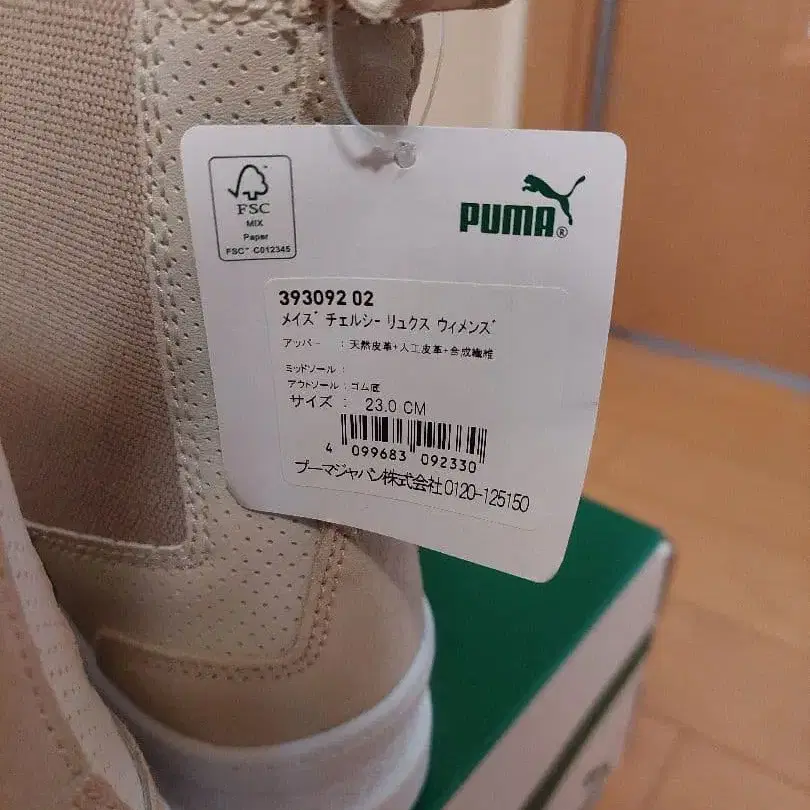 FSC
MIX
Paper
FSC™ C012345
PUMA®
393092 02
メイズ チェルシー リュクス ウィメンズ
アッパー : 天然皮革+人工皮革+合成繊維
ミッドソール :
アウトソール : ゴム底
サイズ : 23.0 CM
4 099683 092330
プーマジャパン株式会社 0120-125150